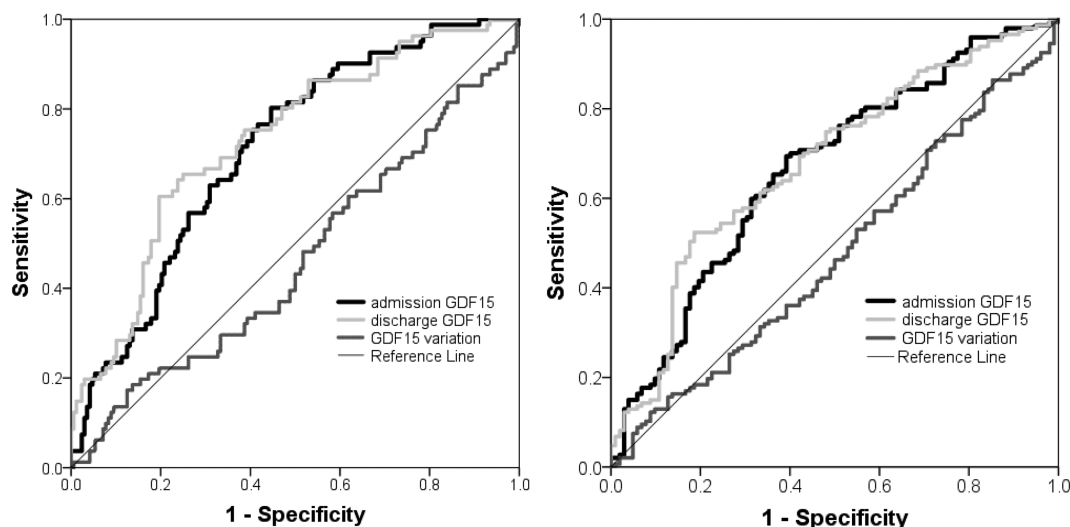 1.0
0.8
0.6
0.4
0.2
0.0
Sensitivity
admission GDF15
discharge GDF15
GDF15 variation
Reference Line
0.0 0.2 0.4 0.6 0.8 1.0
1 - Specificity
1.0
0.8
0.6
0.4
0.2
0.0
Sensitivity
admission GDF15
discharge GDF15
GDF15 variation
Reference Line
0.0 0.2 0.4 0.6 0.8 1.0
1 - Specificity